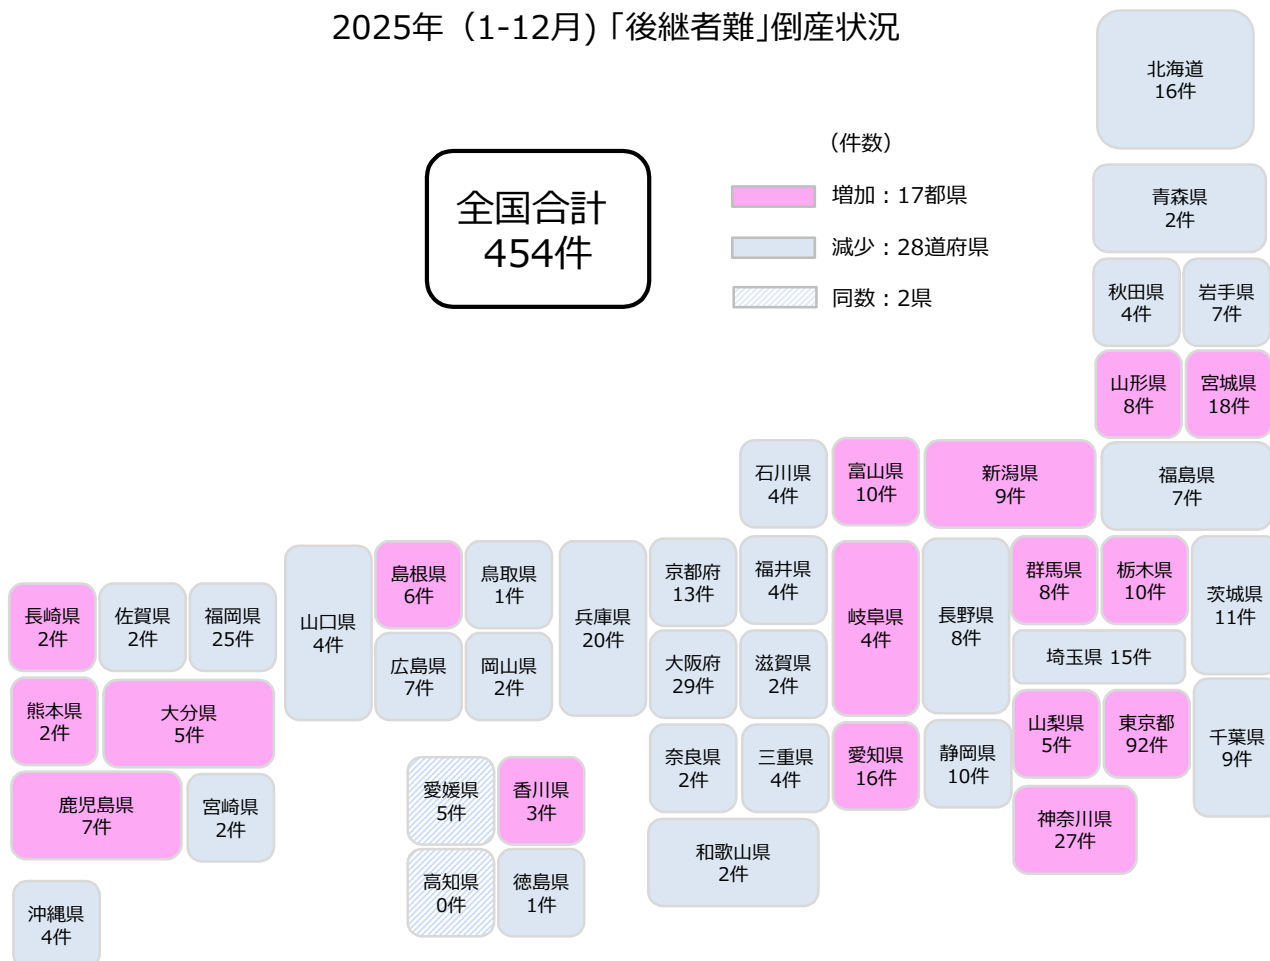 2025年（1-12月)「後継者難」倒産状況
北海道
16件
（件数）
全国合計
454件
増加：17都県
減少：28道府県
同数：2県
青森県
2件
秋田県
4件
岩手県
7件
山形県
8件
宮城県
18件
石川県
4件
富山県
10件
新潟県
9件
福島県
7件
長崎県
2件
佐賀県
2件
福岡県
25件
山口県
4件
島根県
6件
鳥取県
1件
兵庫県
20件
京都府
13件
福井県
4件
岐阜県
4件
長野県
8件
群馬県
8件
栃木県
10件
茨城県
11件
広島県
7件
岡山県
2件
大阪府
29件
滋賀県
2件
埼玉県 15件
熊本県
2件
大分県
5件
山梨県
5件
東京都
92件
千葉県
9件
奈良県
2件
三重県
4件
愛知県
16件
静岡県
10件
鹿児島県
7件
宮崎県
2件
愛媛県
5件
香川県
3件
神奈川県
27件
和歌山県
2件
高知県
0件
徳島県
1件
沖縄県
4件